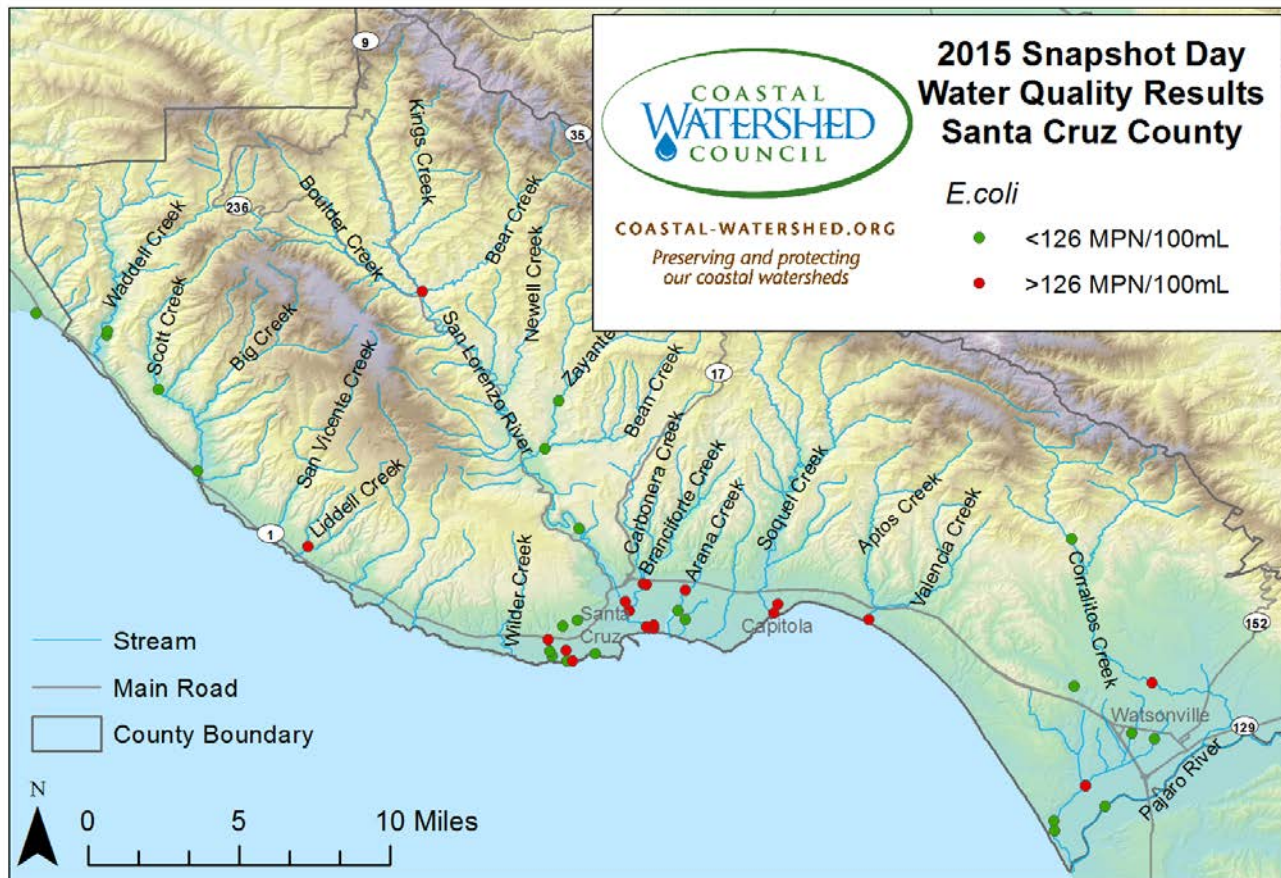 2015 Snapshot Day
Water Quality Results
Santa Cruz County
COASTAL
WATERSHED
COUNCIL
COASTAL-WATERSHED.ORG
Preserving and protecting
our coastal watersheds
E.coli
<126 MPN/100mL
>126 MPN/100mL
9
35
Kings Creek
236
Boulder Creek
Bear Creek
Newell Creek
Waddell Creek
Scott Creek
Big Creek
San Vicente Creek
San Lorenzo River
Zayante
Bean Creek
17
Carbonera Creek
Branciforte Creek
Arana Creek
Soquel Creek
Aptos Creek
Valencia Creek
Corralitos Creek
Liddell Creek
1
Wilder Creek
Santa
Cruz
Capitola
152
Watsonville
129
Pajaro River
Stream
Main Road
County Boundary
N
0 5 10 Miles